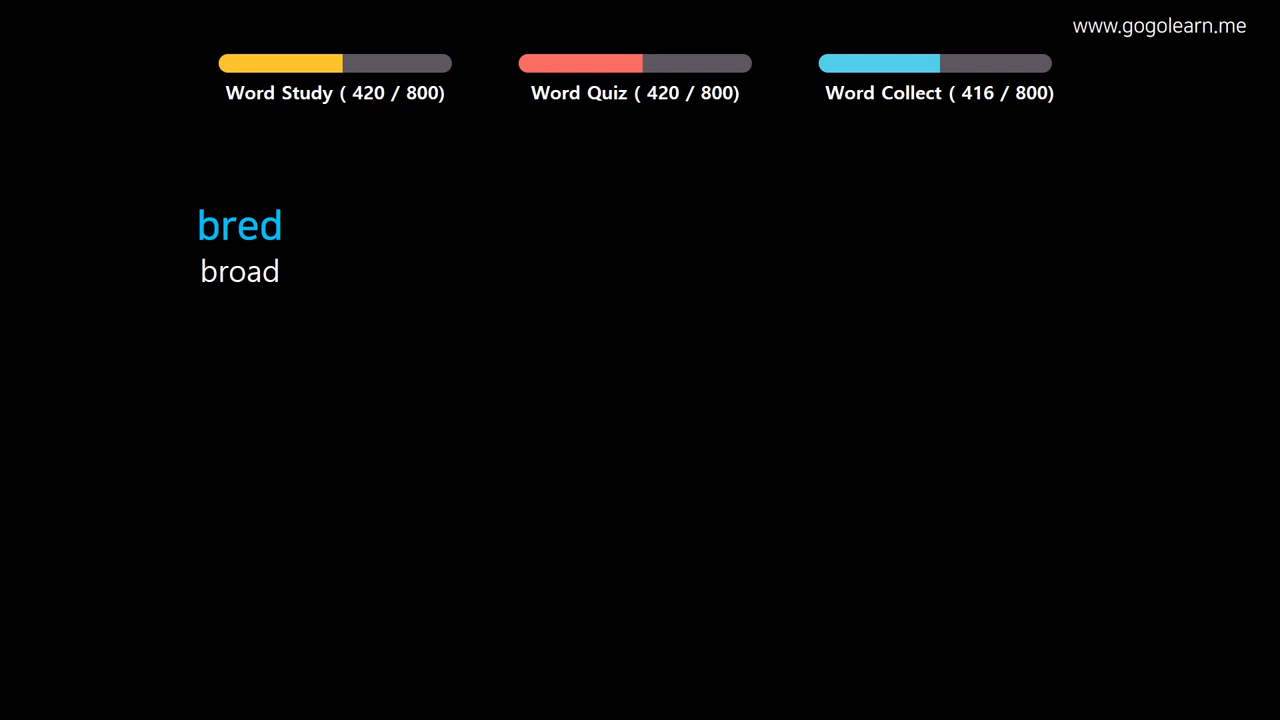 www.gogolearn.me
Word Study ( 420 / 800)
Word Quiz ( 420 / 800)
Word Collect ( 416 / 800)
bred
broad